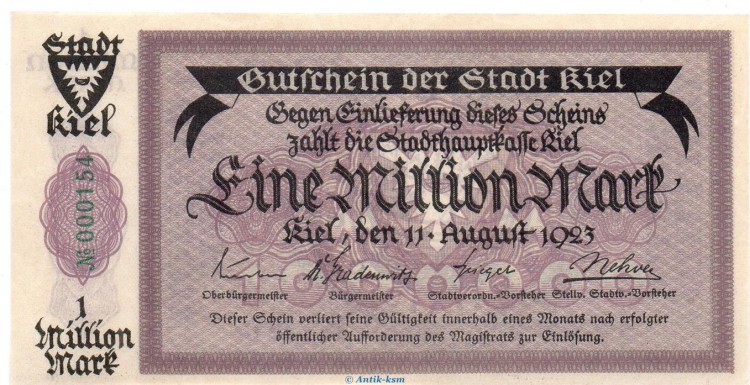 Stadt
Kiel
№ 000154
1
Million
Mark
Gutschein der Stadt Kiel
Gegen Einlieferung dieses Scheins
zahlt die Stadthauptkasse Kiel
Eine Million Mark
Kiel, den 11. August 1923
Oberbürgermeister Bürgermeister Stadtverordn.-Vorsteher Stellv. Stadtv.-Vorsteher
Dieser Schein verliert seine Gültigkeit innerhalb eines Monats nach erfolgter
öffentlicher Aufforderung des Magistrats zur Einlösung.
© Antik-ksm